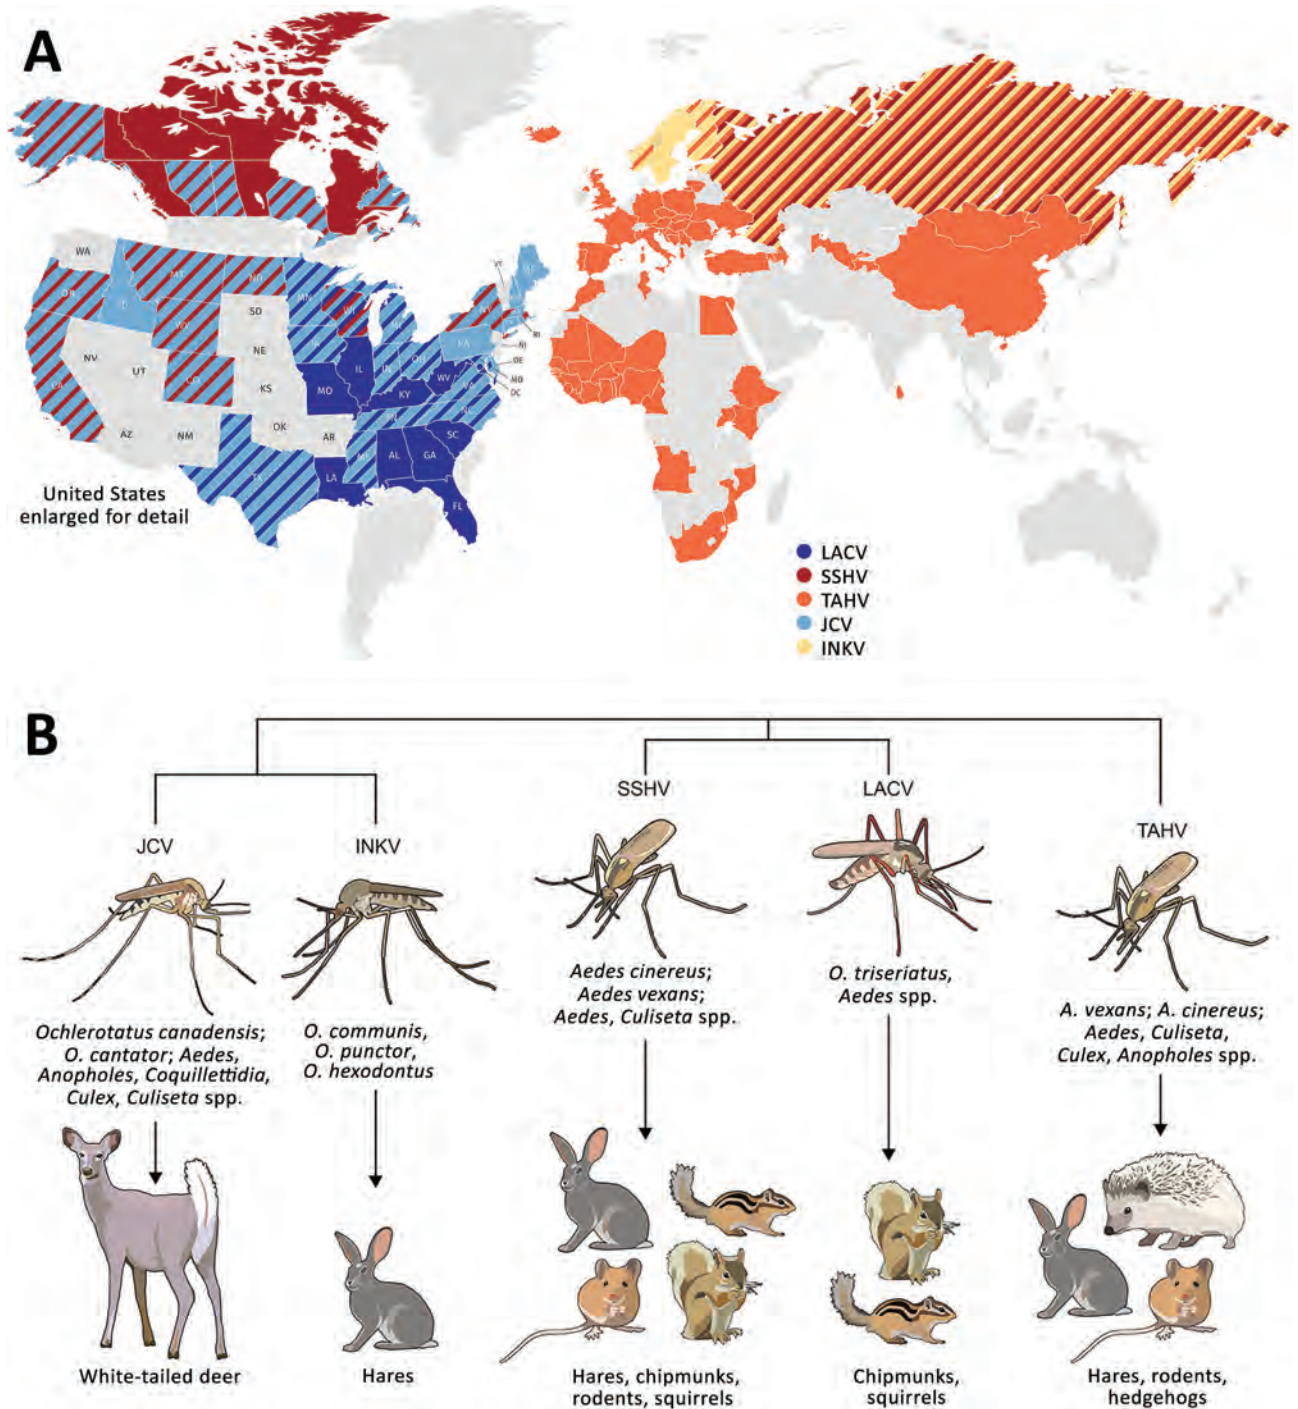 A
WA
OR
ID
MT
ND
MN
WI
MI
NY
VT
ME
RI
NJ
DE
MD
DC
PA
WY
SD
IA
NE
NV
UT
CO
KS
MO
IL
IN
OH
WV
VA
KY
CA
AZ
NM
OK
AR
TN
NC
SC
TX
LA
MS
AL
GA
FL
United States
enlarged for detail
LACV
SSHV
TAHV
JCV
INKV
B
JCV
INKV
SSHV
LACV
TAHV
Ochlerotatus canadensis;
O. cantator; Aedes,
Anopholes, Coquillettidia,
Culex, Culiseta spp.
O. communis,
O. punctor,
O. hexodontus
Aedes cinereus;
Aedes vexans;
Aedes, Culiseta spp.
O. triseriatus,
Aedes spp.
A. vexans; A. cinereus;
Aedes, Culiseta,
Culex, Anopholes spp.
White-tailed deer
Hares
Hares, chipmunks,
rodents, squirrels
Chipmunks,
squirrels
Hares, rodents,
hedgehogs